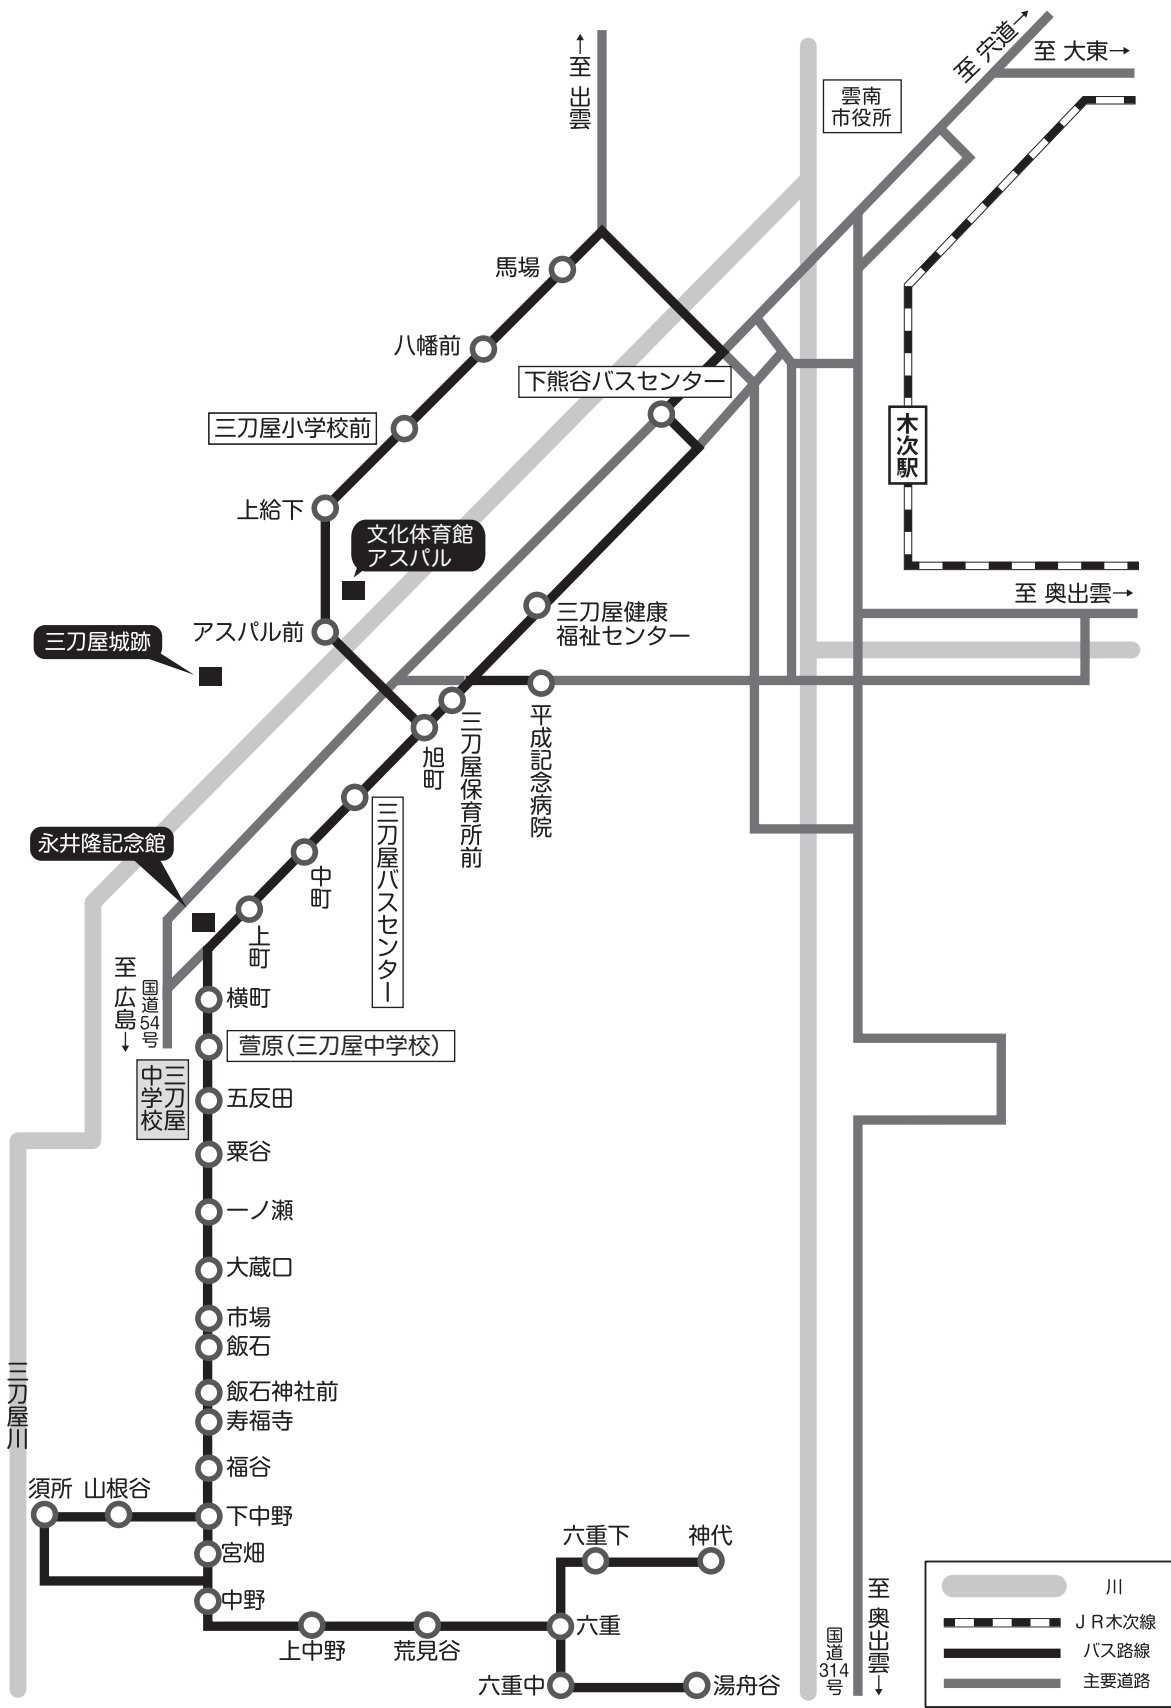 至 宍道→
至 大東→
←至 出雲
雲南
市役所
馬場
八幡前
下熊谷バスセンター
三刀屋小学校前
木次駅
上給下
文化体育館
アスパル
至 奥出雲→
三刀屋健康
福祉センター
アスパル前
三刀屋城跡
平成記念病院
三刀屋保育所前
旭町
三刀屋バスセンター
永井隆記念館
中町
上町
至 広島→
国道54号
横町
萱原(三刀屋中学校)
三刀屋
中学校
五反田
粟谷
一ノ瀬
大蔵口
市場
飯石
飯石神社前
寿福寺
三刀屋川
福谷
須所
山根谷
下中野
宮畑
中野
六重下
神代
上中野
荒見谷
六重
六重中
湯舟谷
至 奥出雲→
国道314号
川
JR木次線
バス路線
主要道路